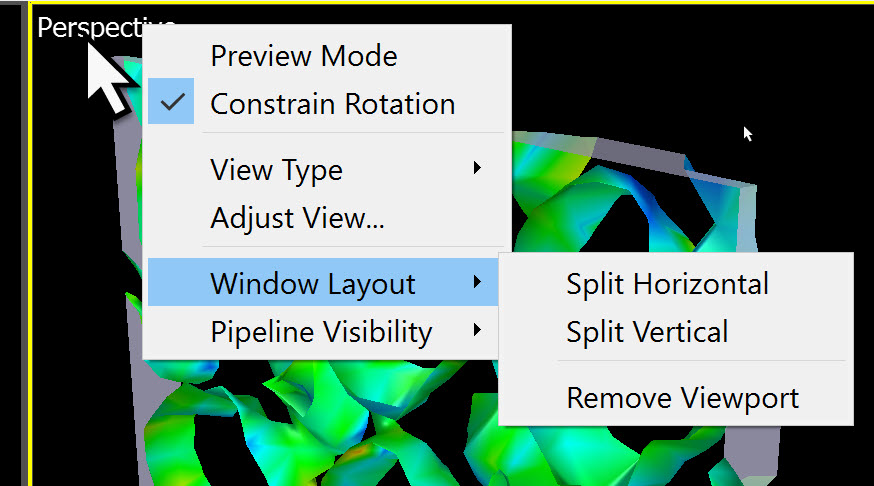 Perspective
Preview Mode
Constrain Rotation
View Type
Adjust View...
Window Layout
Pipeline Visibility
Split Horizontal
Split Vertical
Remove Viewport